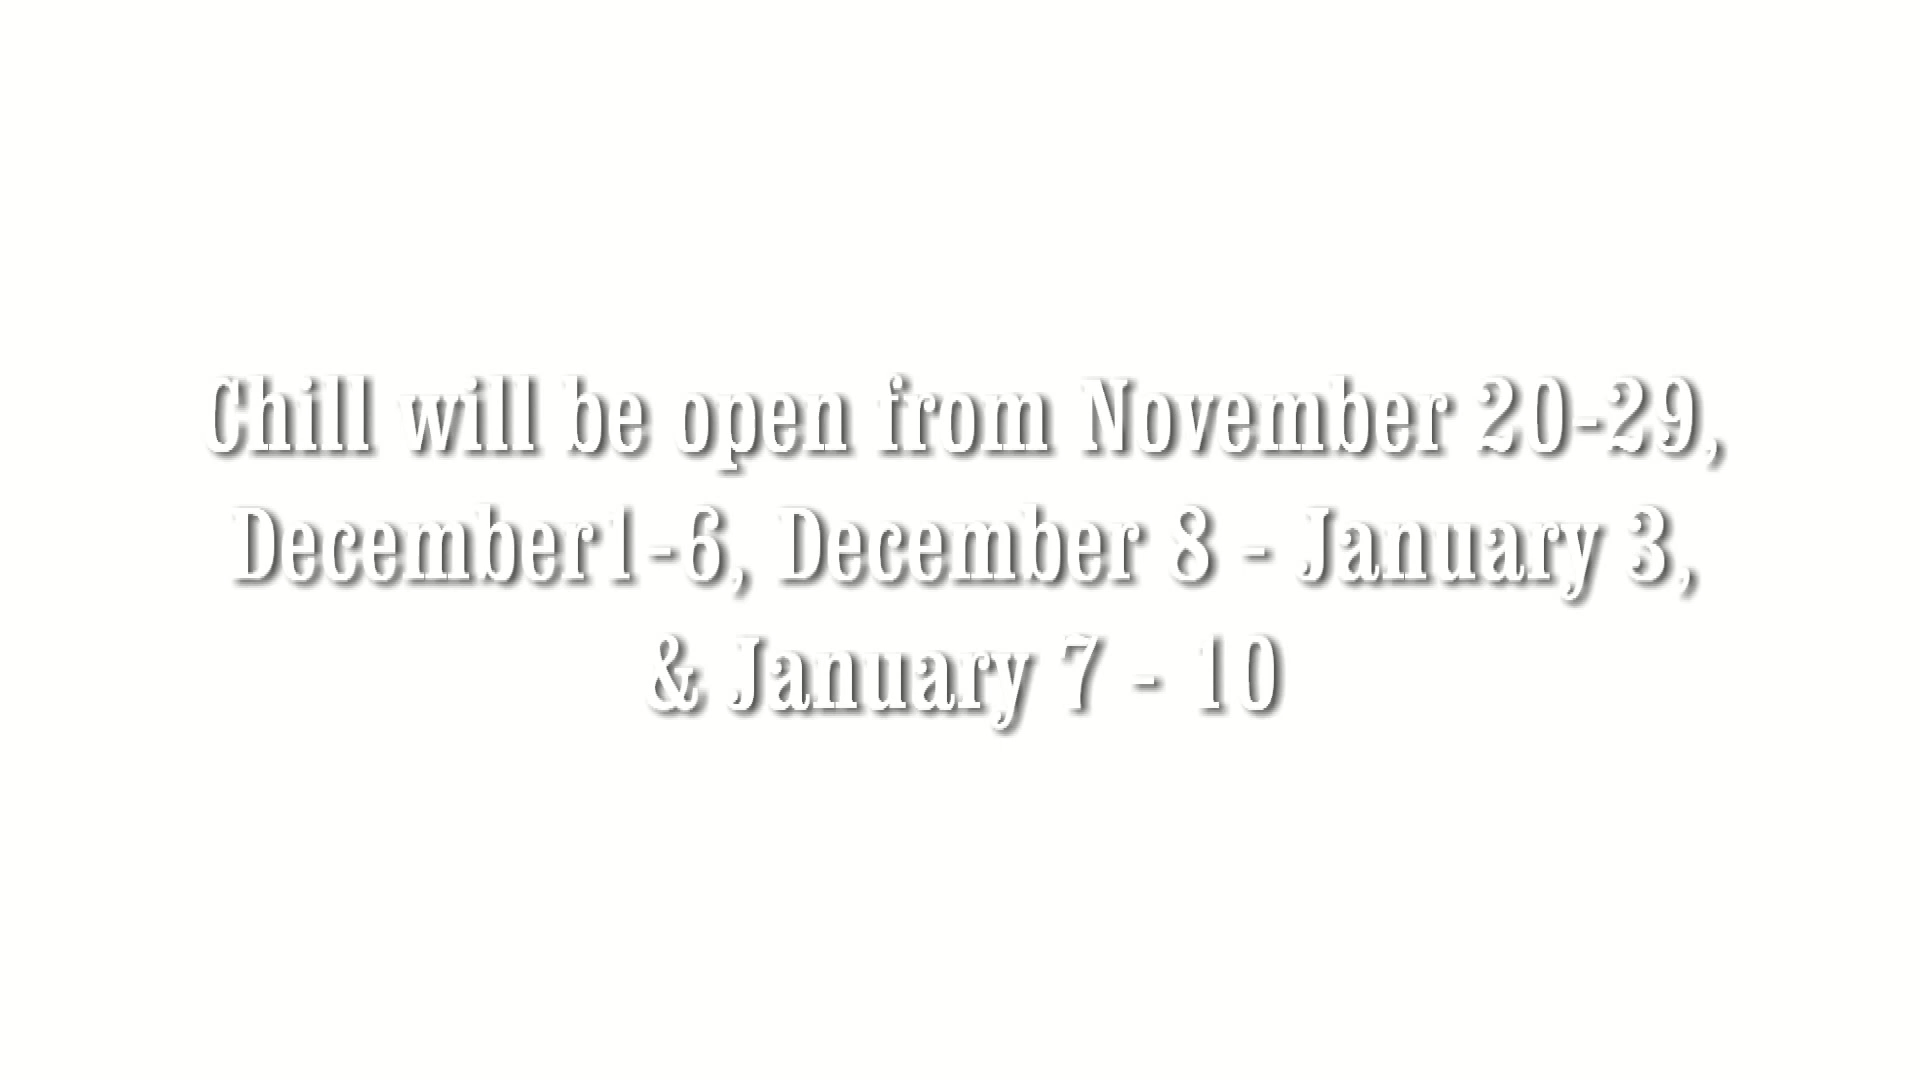 Chill will be open from November 20-29,
December1-6, December 8 - January 3,
& January 7 - 10